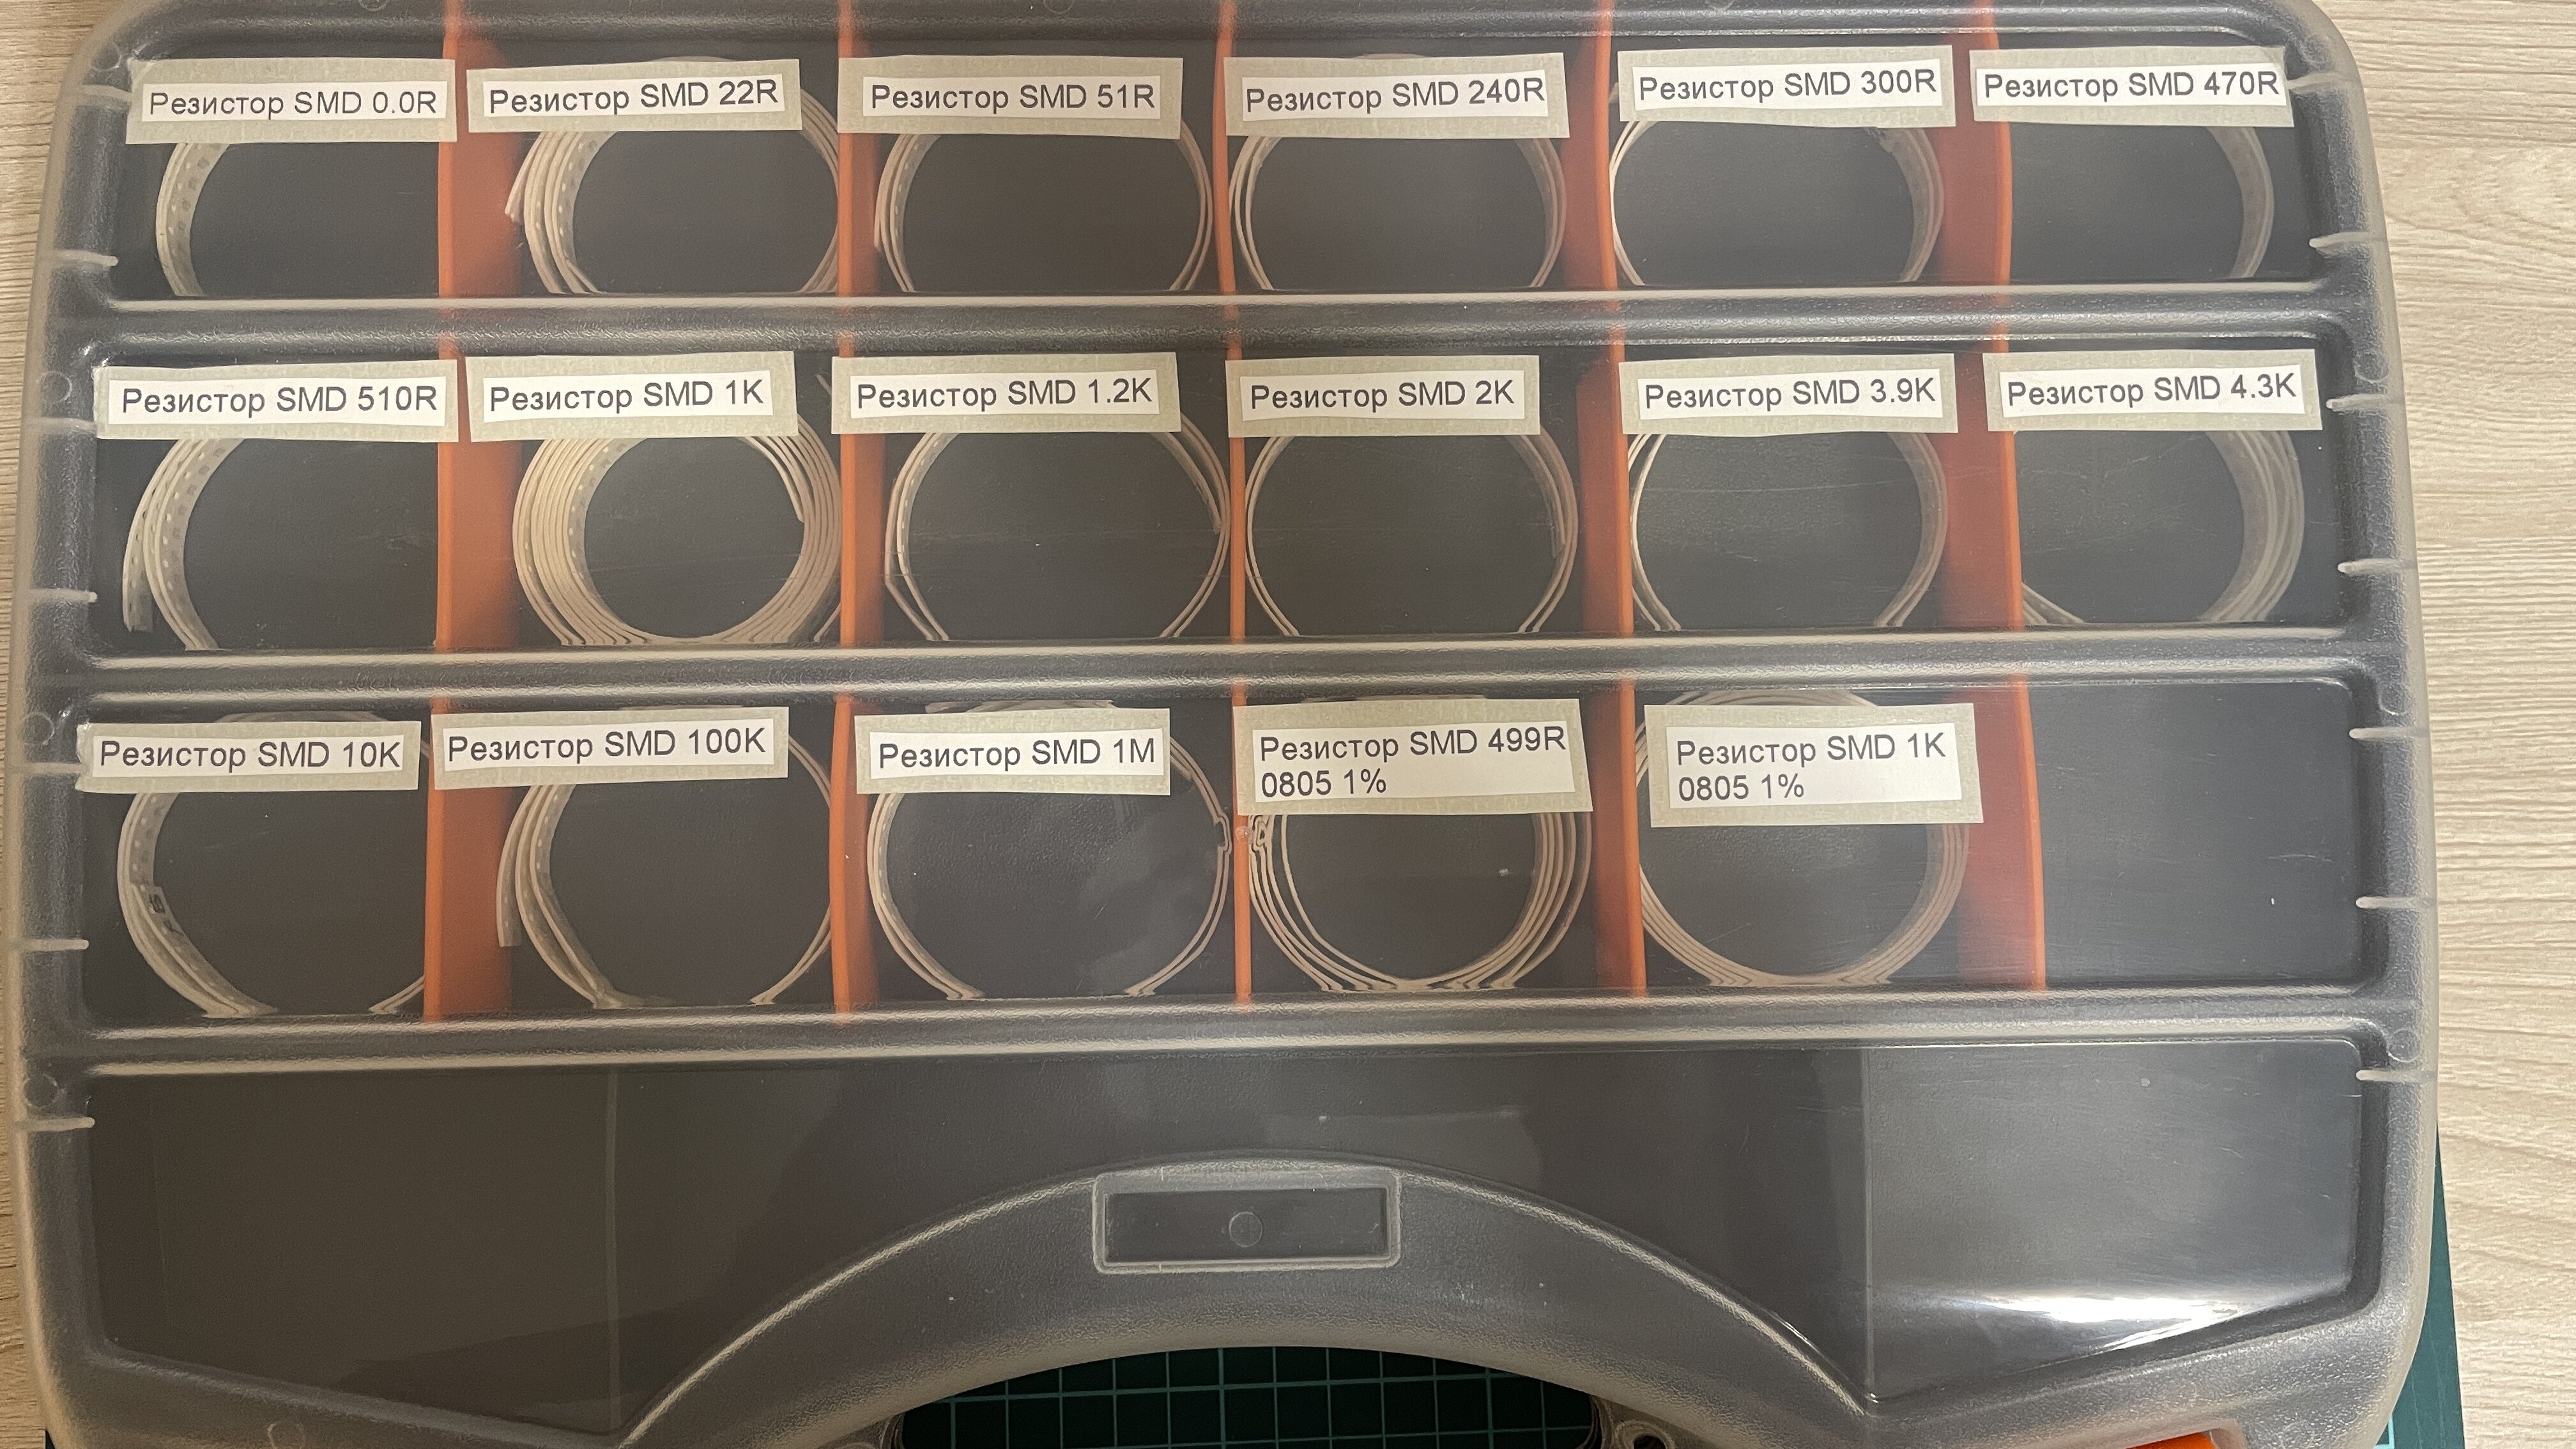 Резистор SMD 0.0R
Резистор SMD 22R
Резистор SMD 51R
Резистор SMD 240R
Резистор SMD 300R
Резистор SMD 470R
Резистор SMD 510R
Резистор SMD 1K
Резистор SMD 1.2K
Резистор SMD 2K
Резистор SMD 3.9K
Резистор SMD 4.3K
Резистор SMD 10K
Резистор SMD 100K
Резистор SMD 1M
Резистор SMD 499R
0805 1%
Резистор SMD 1K
0805 1%